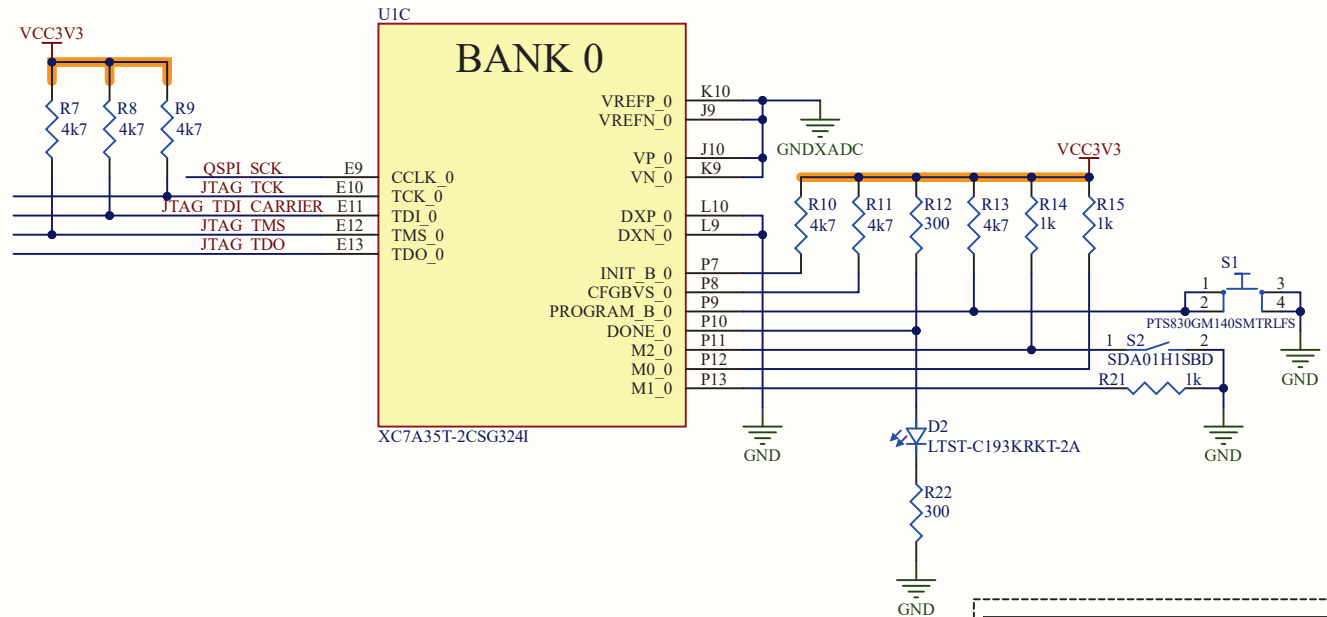 U1C
BANK 0
VCC3V3
R7
4k7
R8
4k7
R9
4k7
QSPI_SCK
JTAG_TCK
JTAG_TDI_CARRIER
JTAG_TMS
JTAG_TDO
E9
E10
E11
E12
E13
CCLK_0
TCK_0
TDI_0
TMS_0
TDO_0
VREFP_0
VREFN_0
VP_0
VN_0
DXP_0
DXN_0
INIT_B_0
CFGBVS_0
PROGRAM_B_0
DONE_0
M2_0
M0_0
M1_0
K10
J9
J10
K9
L10
L9
P7
P8
P9
P10
P11
P12
P13
XC7A35T-2CSG324I
GNDXADC
GND
VCC3V3
R10
4k7
R11
4k7
R12
300
R13
4k7
R14
1k
R15
1k
S1
1
2
3
4
PTS830GM140SMTRLFS
GND
1
S2
2
SDA01H1SBD
R21
1k
GND
D2
LTST-C193KRKT-2A
R22
300
GND